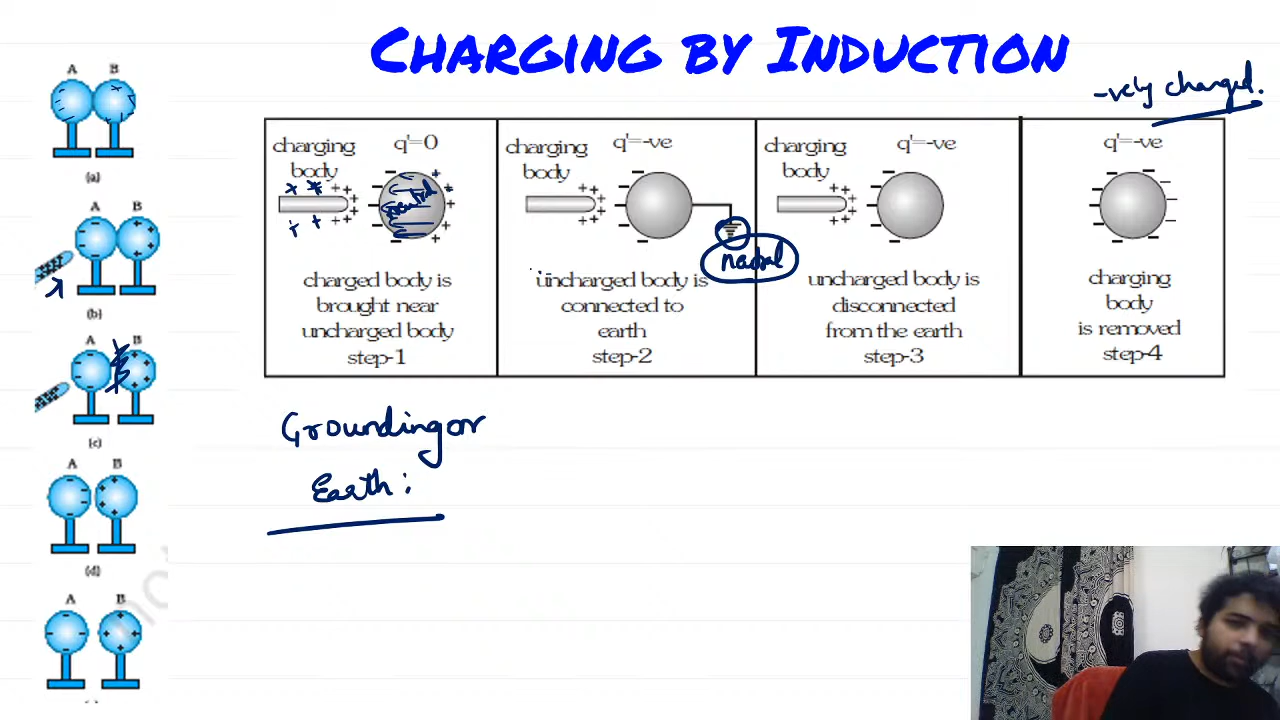 CHARGING BY INDUCTION
-vely charged.
A B
(a)
A B
(b)
A B
(c)
A B
(d)
A B
charging
body
q'=0
neutral
charged body is
brought near
uncharged body
step-1
charging
body
q'=-ve
uncharged body is
connected to
earth
step-2
charging
body
q'=-ve
uncharged body is
disconnected
from the earth
step-3
q'=-ve
charging
body
is removed
step-4
Grounding or
Earth :